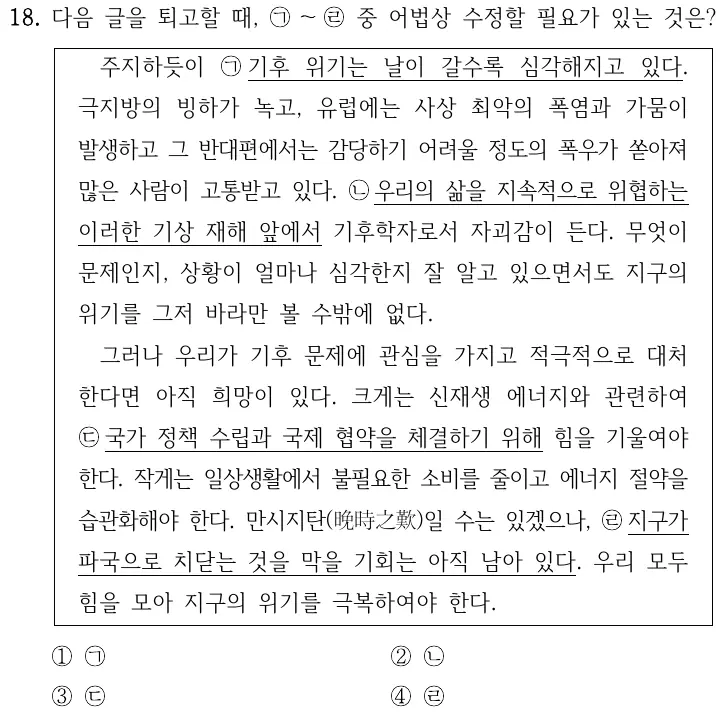 18. 다음 글을 퇴고할 때, ㉠ ~ ㉣ 중 어법상 수정할 필요가 있는 것은?
주지하듯이 ㉠ 기후 위기는 날이 갈수록 심각해지고 있다.
극지방의 빙하가 녹고, 유럽에는 사상 최악의 폭염과 가뭄이
발생하고 그 반대편에서는 감당하기 어려울 정도의 폭우가 쏟아져
많은 사람이 고통받고 있다. ㉡ 우리의 삶을 지속적으로 위협하는
이러한 기상 재해 앞에서 기후학자로서 자괴감이 든다. 무엇이
문제인지, 상황이 얼마나 심각한지 잘 알고 있으면서도 지구의
위기를 그저 바라만 볼 수밖에 없다.
그러나 우리가 기후 문제에 관심을 가지고 적극적으로 대처
한다면 아직 희망이 있다. 크게는 신재생 에너지와 관련하여
㉢ 국가 정책 수립과 국제 협약을 체결하기 위해 힘을 기울여야
한다. 작게는 일상생활에서 불필요한 소비를 줄이고 에너지 절약을
습관화해야 한다. 만시지탄(晩時之歎)일 수는 있겠으나, ㉣ 지구가
파국으로 치닫는 것을 막을 기회는 아직 남아 있다. 우리 모두
힘을 모아 지구의 위기를 극복하여야 한다.
① ㉠ ② ㉡
③ ㉢ ④ ㉣